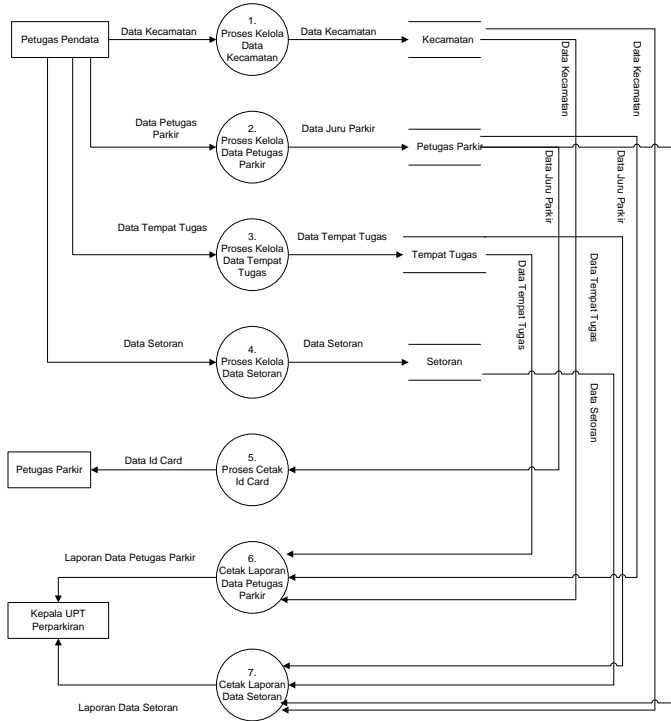 Petugas Pendata
Data Kecamatan
1.
Proses Kelola
Data
Kecamatan
Data Kecamatan
Kecamatan
Data Kecamatan
Data Kecamatan
Data Petugas
Parkir
2.
Proses Kelola
Data Petugas
Parkir
Data Juru Parkir
Petugas Parkir
Data Juru Parkir
Data Juru Parkir
Data Tempat Tugas
3.
Proses Kelola
Data Tempat
Tugas
Data Tempat Tugas
Tempat Tugas
Data Tempat Tugas
Data Tempat Tugas
Data Setoran
4.
Proses Kelola
Data Setoran
Data Setoran
Setoran
Data Setoran
Petugas Parkir
Data Id Card
5.
Proses Cetak
Id Card
Laporan Data Petugas Parkir
6.
Cetak Laporan
Data Petugas
Parkir
Kepala UPT
Perparkiran
7.
Cetak Laporan
Data Setoran
Laporan Data Setoran